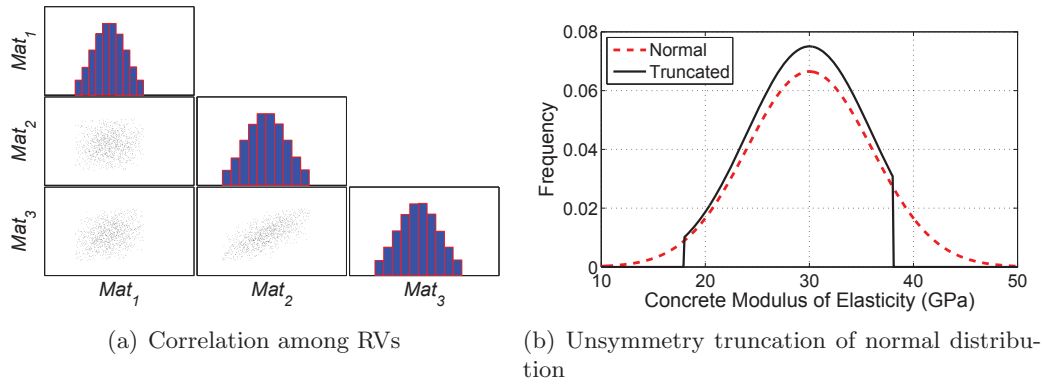 Mat1
Mat2
Mat3
Mat1
Mat2
Mat3
(a) Correlation among RVs
Normal
Truncated
Frequency
0.08
0.06
0.04
0.02
0
10
20
30
40
50
Concrete Modulus of Elasticity (GPa)
(b) Unsymmetry truncation of normal distribu-
tion